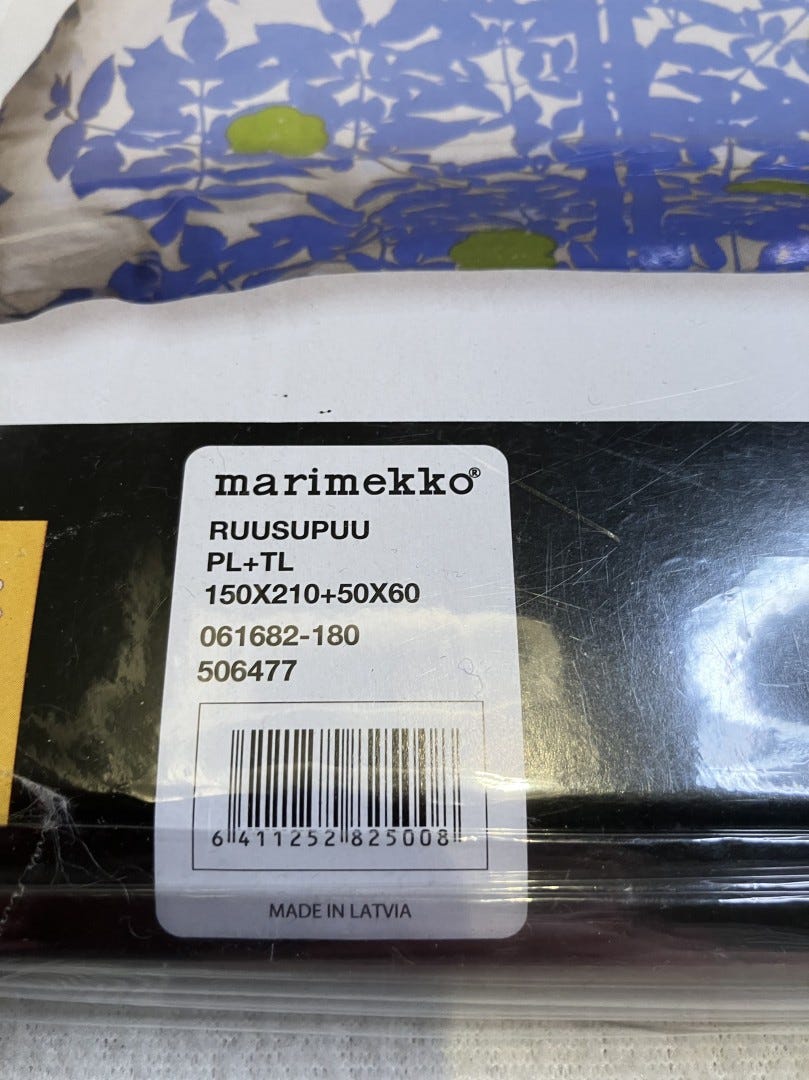 marimekko®
RUUSUPUU
PL+TL
150X210+50X60
061682-180
506477
6 411252 825008
MADE IN LATVIA